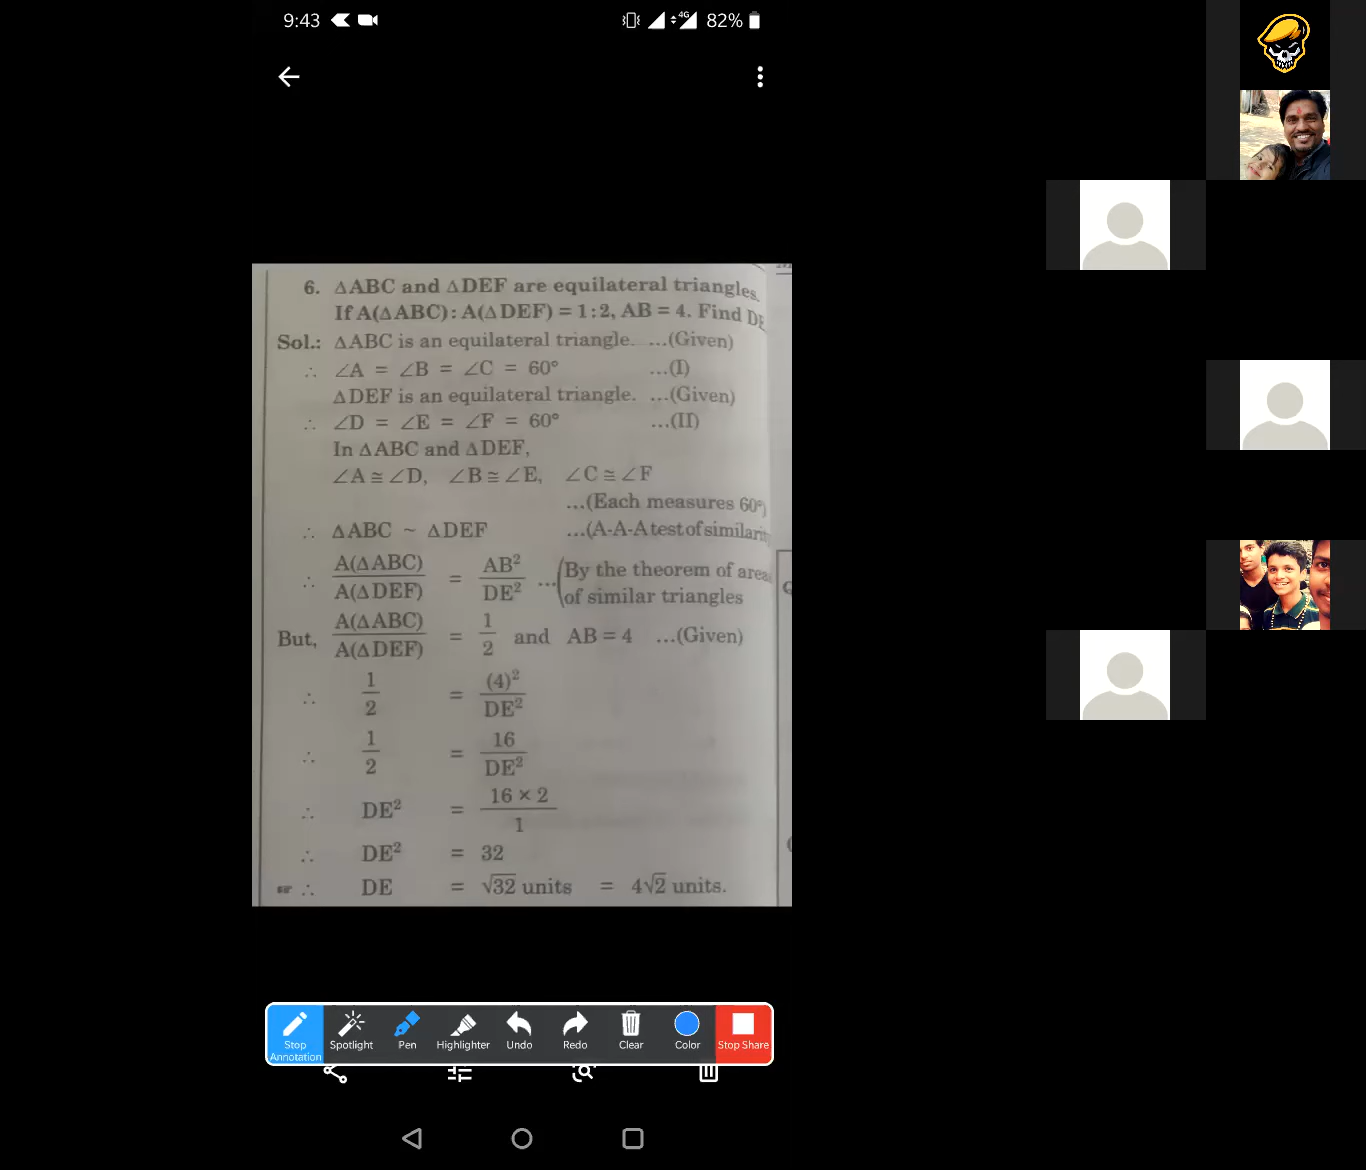 9:43 4G 82%
6. ΔABC and ΔDEF are equilateral triangles.
If A(ΔABC) : A(ΔDEF) = 1 : 2, AB = 4. Find DE
Sol.: ΔABC is an equilateral triangle. ...(Given)
∴ ∠A = ∠B = ∠C = 60° ...(I)
ΔDEF is an equilateral triangle. ...(Given)
∴ ∠D = ∠E = ∠F = 60° ...(II)
In ΔABC and ΔDEF,
∠A ≅ ∠D, ∠B ≅ ∠E, ∠C ≅ ∠F
...(Each measures 60°)
∴ ΔABC ~ ΔDEF ...(A-A-A test of similarity
∴ A(ΔABC)/A(ΔDEF) = AB²/DE² ...(By the theorem of areas
of similar triangles
But, A(ΔABC)/A(ΔDEF) = 1/2 and AB = 4 ...(Given)
∴ 1/2 = (4)²/DE²
∴ 1/2 = 16/DE²
∴ DE² = 16 × 2/1
∴ DE² = 32
☞ ∴ DE = √32 units = 4√2 units.
Stop Annotation Spotlight Pen Highlighter Undo Redo Clear Color Stop Share